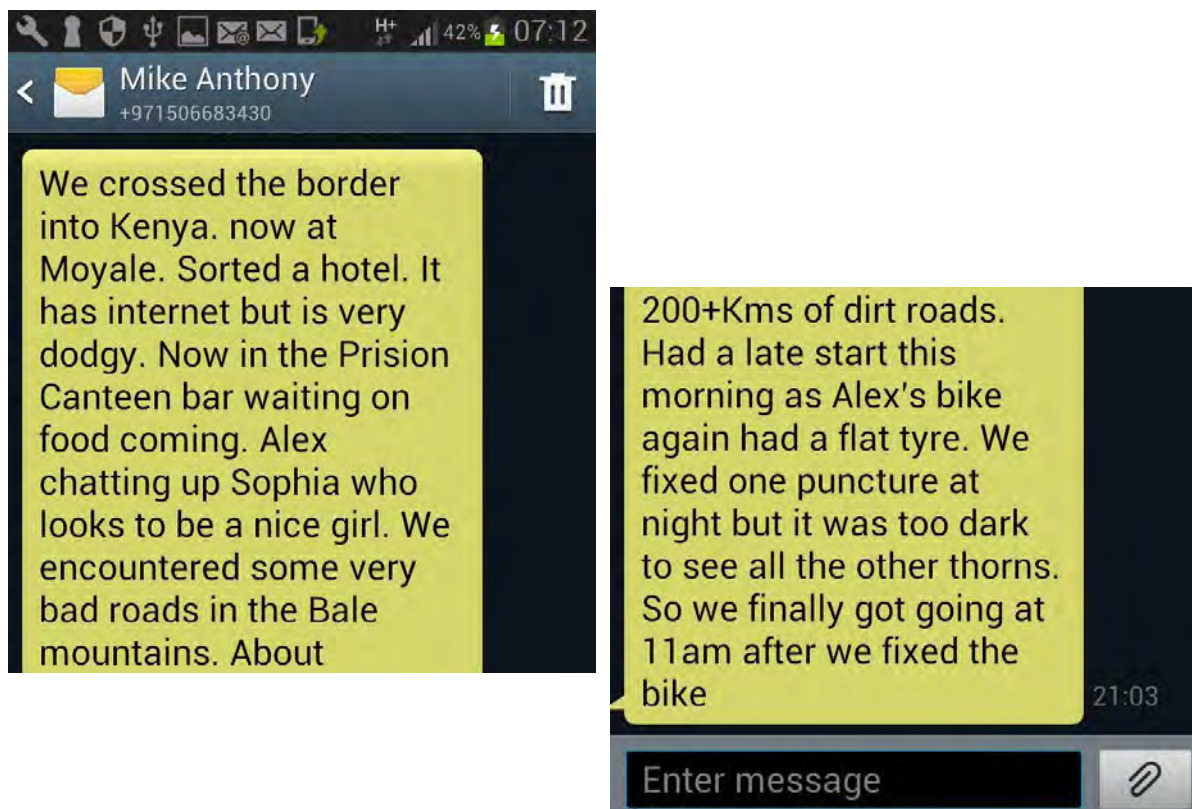 H+ 42% 07:12
Mike Anthony
+971506683430
We crossed the border
into Kenya. now at
Moyale. Sorted a hotel. It
has internet but is very
dodgy. Now in the Prision
Canteen bar waiting on
food coming. Alex
chatting up Sophia who
looks to be a nice girl. We
encountered some very
bad roads in the Bale
mountains. About
200+Kms of dirt roads.
Had a late start this
morning as Alex's bike
again had a flat tyre. We
fixed one puncture at
night but it was too dark
to see all the other thorns.
So we finally got going at
11am after we fixed the
bike
21:03
Enter message